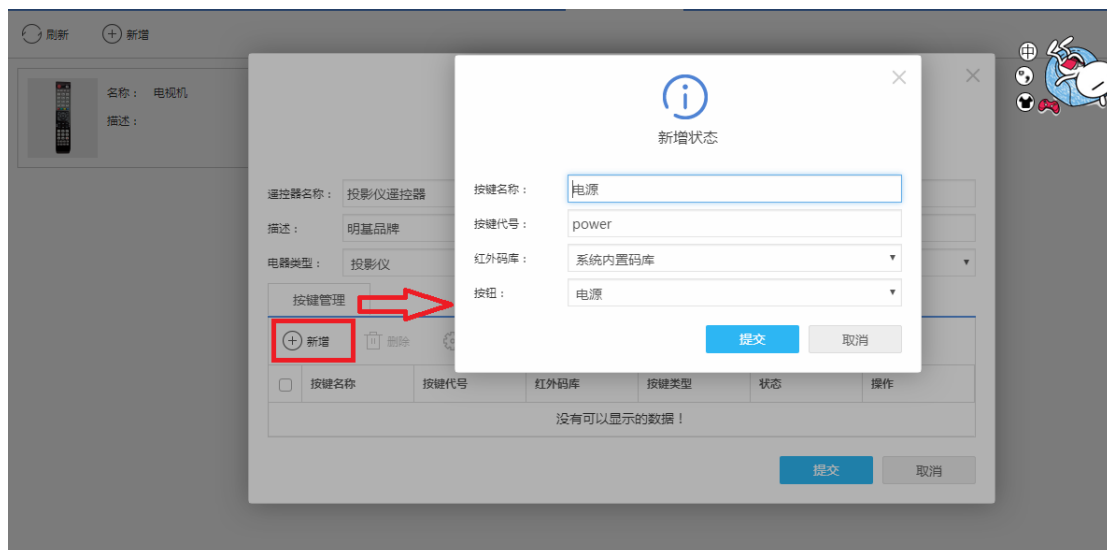 刷新 新增
中
名称： 电视机
描述：
新增状态
遥控器名称： 投影仪遥控器
描述： 明基品牌
电器类型： 投影仪
按键名称： 电源
按键代号： power
红外码库： 系统内置码库
按钮： 电源
提交 取消
按键管理
新增 删除
按键名称 按键代号 红外码库 按键类型 状态 操作
没有可以显示的数据！
提交 取消